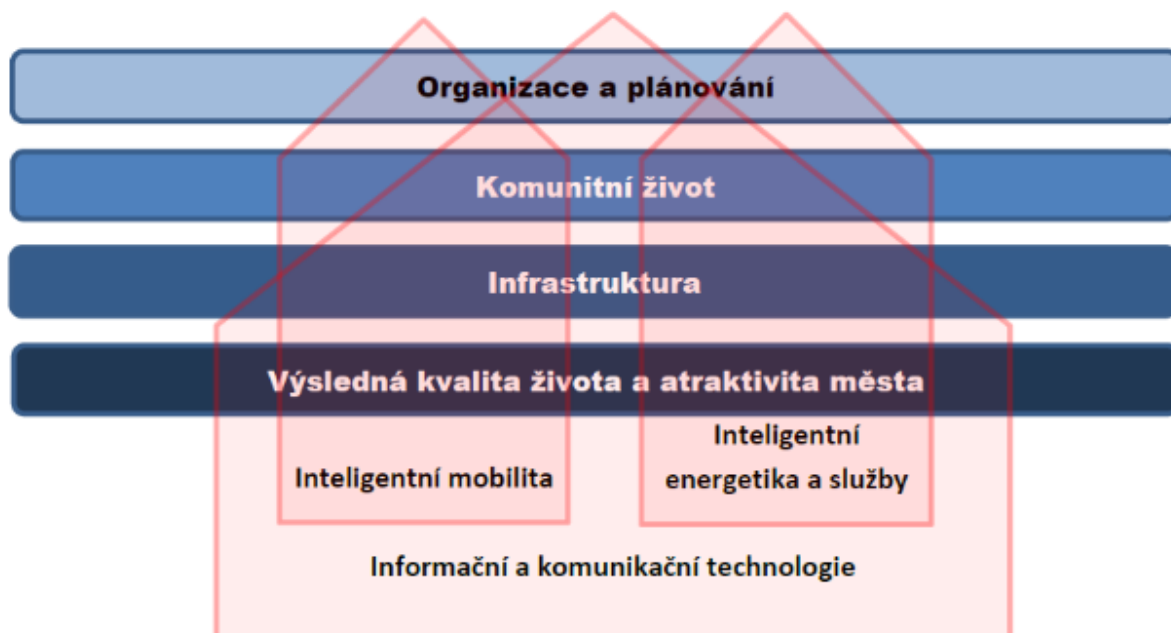 Organizace a plánování
Komunitní život
Infrastruktura
Výsledná kvalita života a atraktivita města
Inteligentní mobilita
Inteligentní
energetika a služby
Informační a komunikační technologie